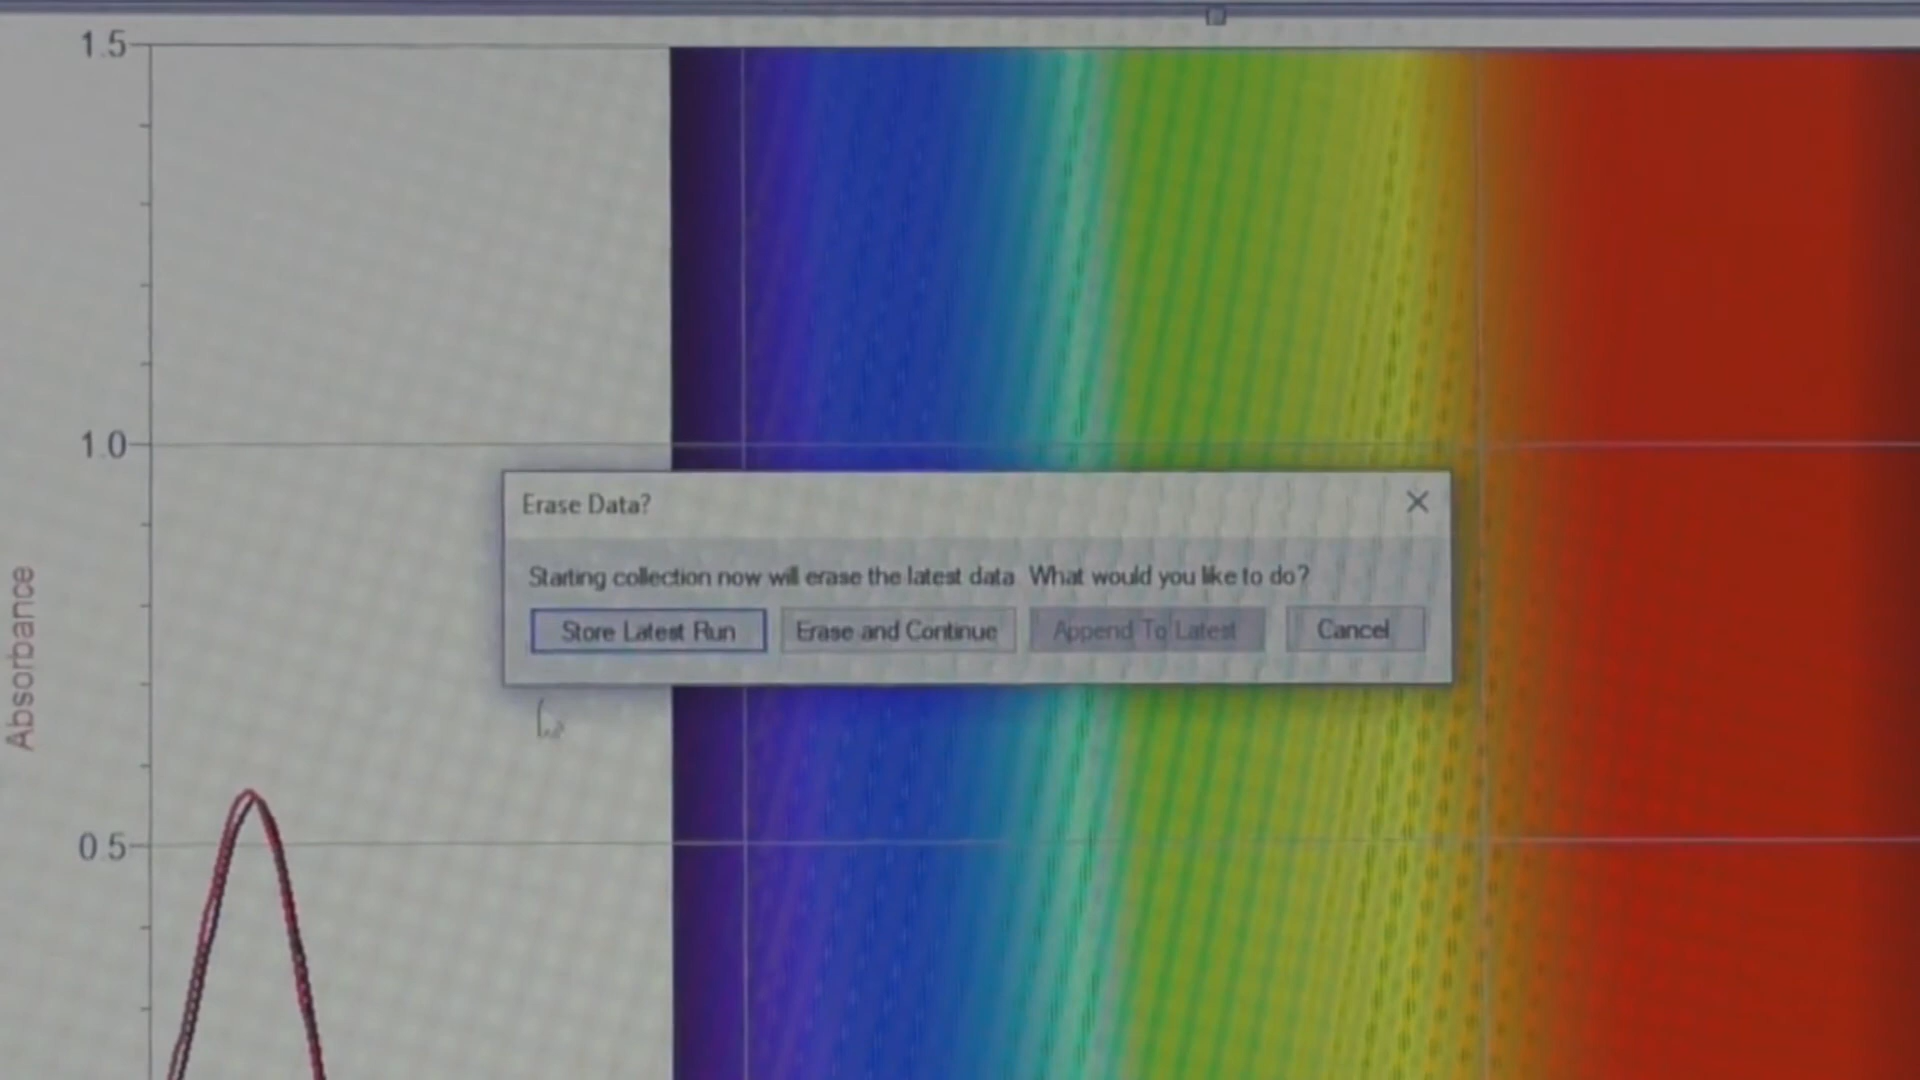 1.5
1.0
Erase Data?
Starting collection now will erase the latest data. What would you like to do?
Store Latest Run
Erase and Continue
Append To Latest
Cancel
Absorbance
0.5